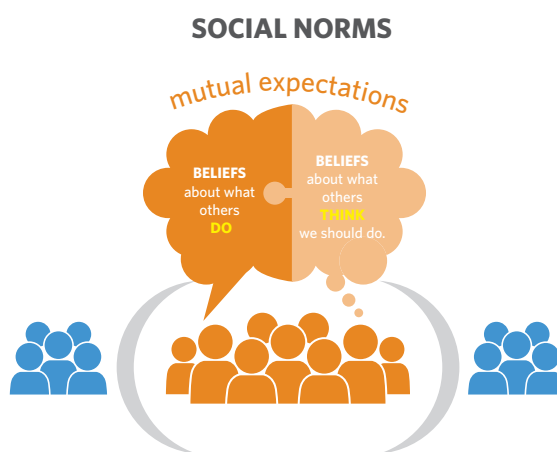 SOCIAL NORMS
mutual expectations
BELIEFS
about what
others
DO
BELIEFS
about what
others
THINK
we should do.